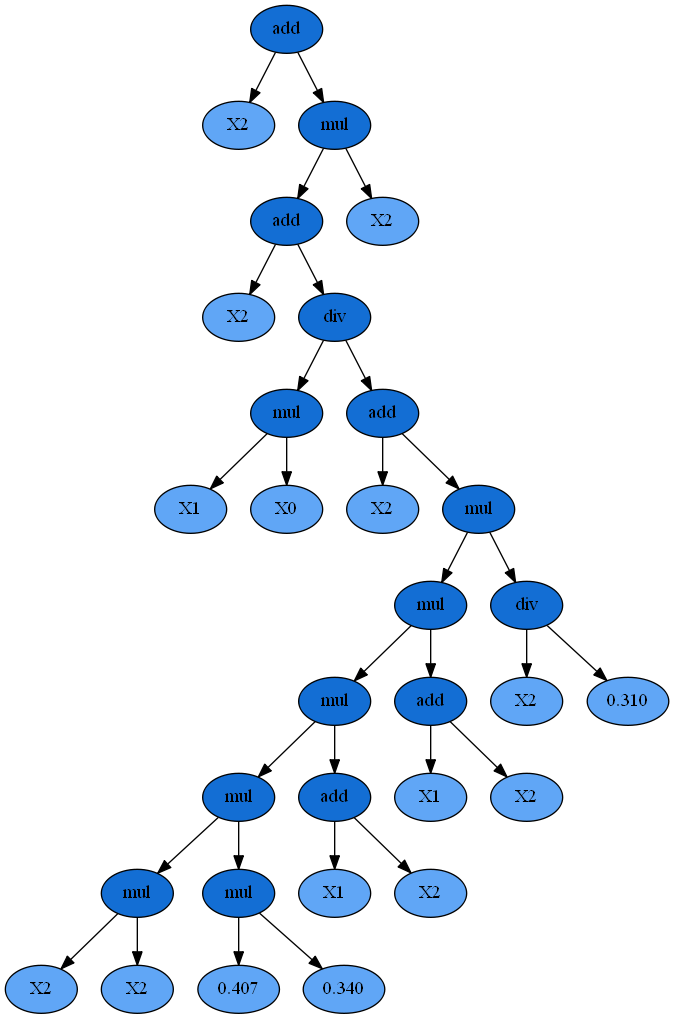 add
X2 mul
add X2
X2 div
mul add
X1 X0 X2 mul
mul div
mul add X2 0.310
mul add X1 X2
mul mul X1 X2
X2 X2 0.407 0.340